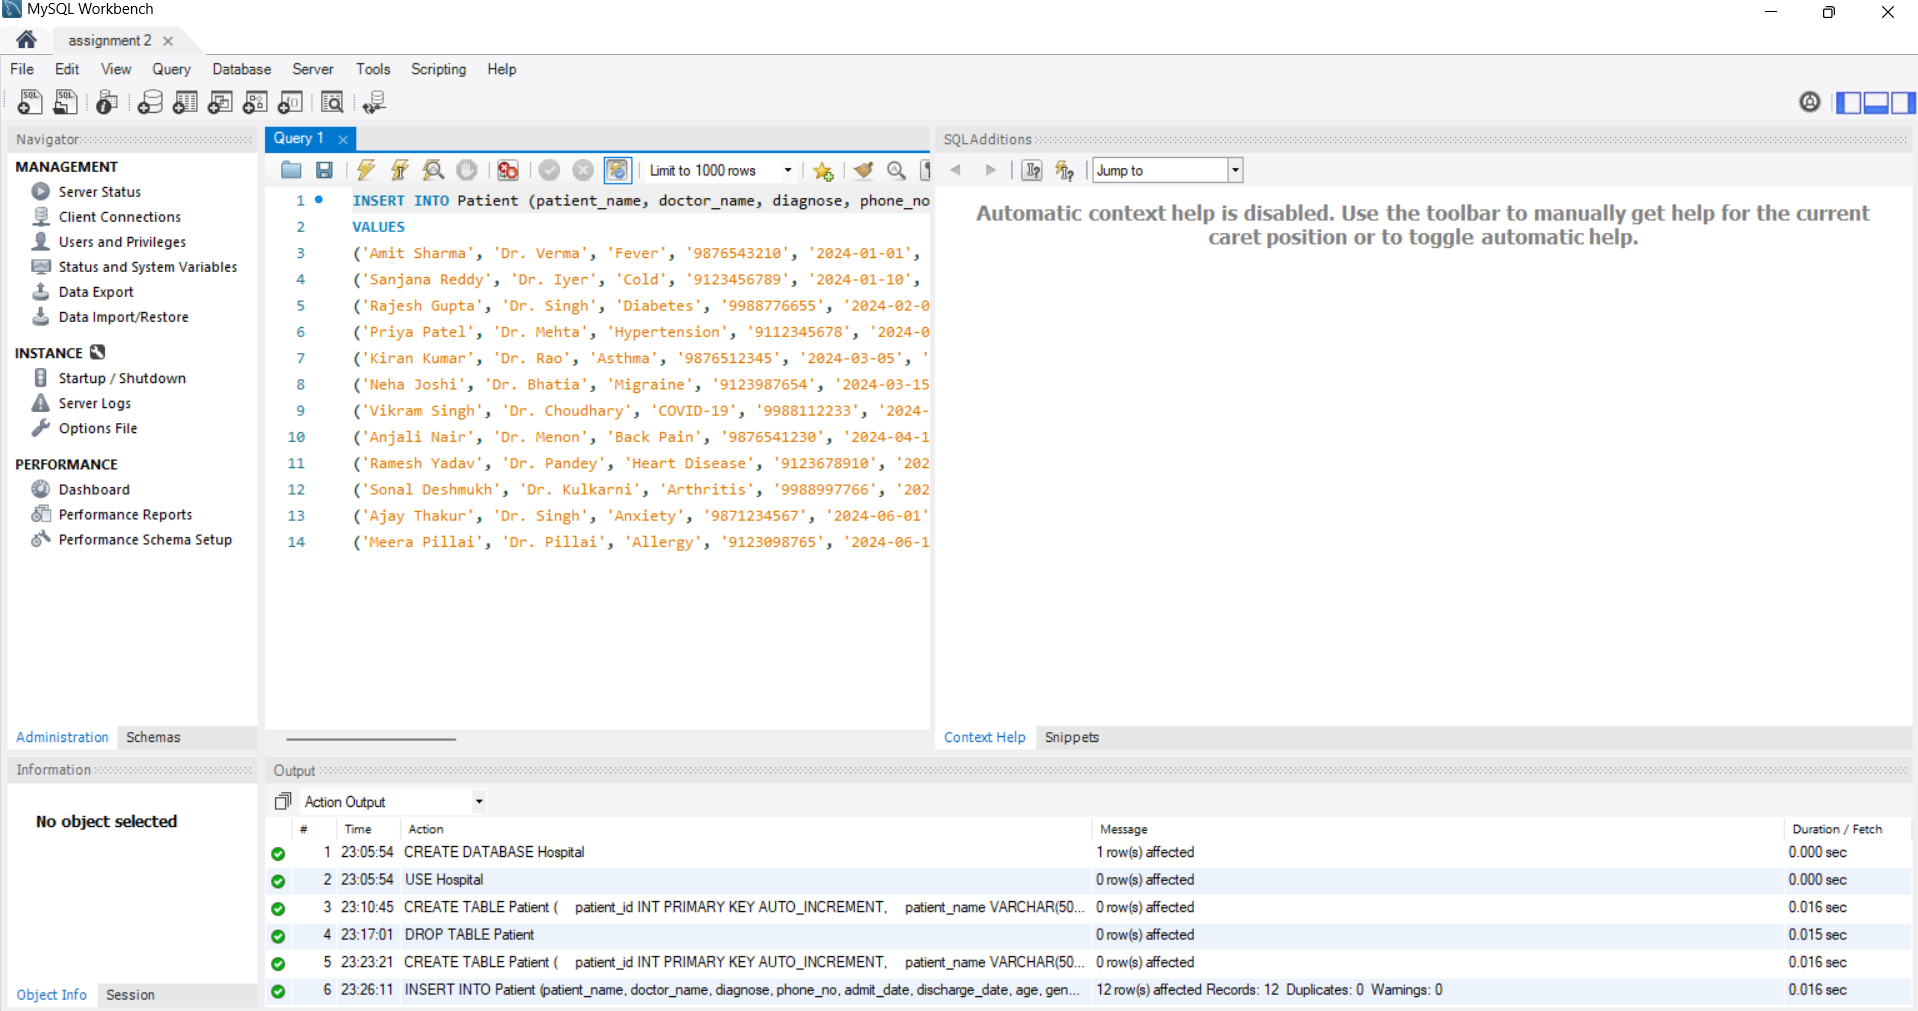 MySQL Workbench
assignment 2
File Edit View Query Database Server Tools Scripting Help
Navigator
MANAGEMENT
Server Status
Client Connections
Users and Privileges
Status and System Variables
Data Export
Data Import/Restore
INSTANCE
Startup / Shutdown
Server Logs
Options File
PERFORMANCE
Dashboard
Performance Reports
Performance Schema Setup
Administration Schemas
Query 1
Limit to 1000 rows
1 INSERT INTO Patient (patient_name, doctor_name, diagnose, phone_no
2 VALUES
3 ('Amit Sharma', 'Dr. Verma', 'Fever', '9876543210', '2024-01-01',
4 ('Sanjana Reddy', 'Dr. Iyer', 'Cold', '9123456789', '2024-01-10',
5 ('Rajesh Gupta', 'Dr. Singh', 'Diabetes', '9988776655', '2024-02-0
6 ('Priya Patel', 'Dr. Mehta', 'Hypertension', '9112345678', '2024-0
7 ('Kiran Kumar', 'Dr. Rao', 'Asthma', '9876512345', '2024-03-05', '
8 ('Neha Joshi', 'Dr. Bhatia', 'Migraine', '9123987654', '2024-03-15
9 ('Vikram Singh', 'Dr. Choudhary', 'COVID-19', '9988112233', '2024-
10 ('Anjali Nair', 'Dr. Menon', 'Back Pain', '9876541230', '2024-04-1
11 ('Ramesh Yadav', 'Dr. Pandey', 'Heart Disease', '9123678910', '202
12 ('Sonal Deshmukh', 'Dr. Kulkarni', 'Arthritis', '9988997766', '202
13 ('Ajay Thakur', 'Dr. Singh', 'Anxiety', '9871234567', '2024-06-01'
14 ('Meera Pillai', 'Dr. Pillai', 'Allergy', '9123098765', '2024-06-1
SQLAdditions
Jump to
Automatic context help is disabled. Use the toolbar to manually get help for the current
caret position or to toggle automatic help.
Context Help Snippets
Information
No object selected
Object Info Session
Output
Action Output
# Time Action Message Duration / Fetch
1 23:05:54 CREATE DATABASE Hospital 1 row(s) affected 0.000 sec
2 23:05:54 USE Hospital 0 row(s) affected 0.000 sec
3 23:10:45 CREATE TABLE Patient ( patient_id INT PRIMARY KEY AUTO_INCREMENT, patient_name VARCHAR(50... 0 row(s) affected 0.016 sec
4 23:17:01 DROP TABLE Patient 0 row(s) affected 0.015 sec
5 23:23:21 CREATE TABLE Patient ( patient_id INT PRIMARY KEY AUTO_INCREMENT, patient_name VARCHAR(50... 0 row(s) affected 0.016 sec
6 23:26:11 INSERT INTO Patient (patient_name, doctor_name, diagnose, phone_no, admit_date, discharge_date, age, gen... 12 row(s) affected Records: 12 Duplicates: 0 Warnings: 0 0.016 sec